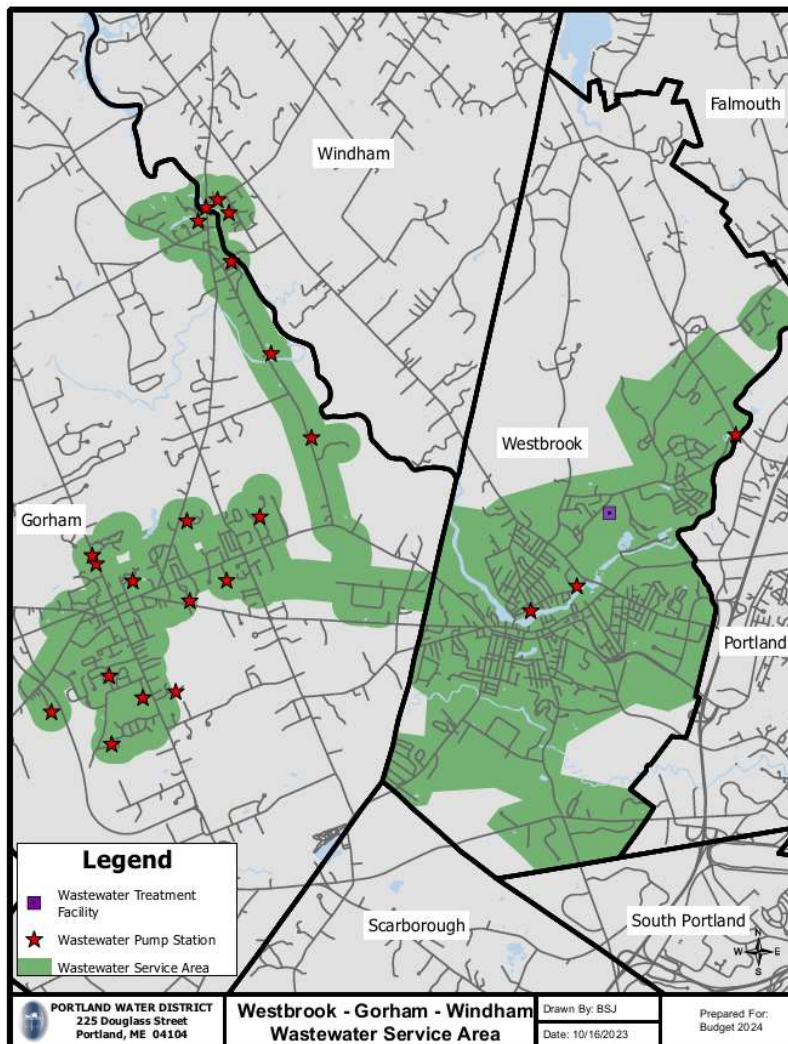 Falmouth
Windham
Westbrook
Gorham
Portland
Legend
Wastewater Treatment
Facility
Wastewater Pump Station
Wastewater Service Area
Scarborough
South Portland
N
W E
S
PORTLAND WATER DISTRICT
225 Douglass Street
Portland, ME 04104
Westbrook - Gorham - Windham
Wastewater Service Area
Drawn By: BSJ
Date: 10/16/2023
Prepared For:
Budget 2024